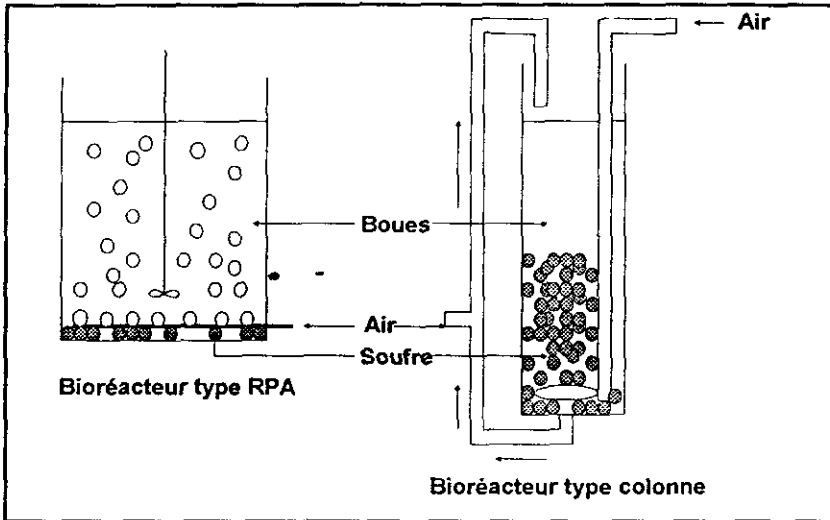 Air
Boues
Air
Soufre
Bioréacteur type RPA
Bioréacteur type colonne